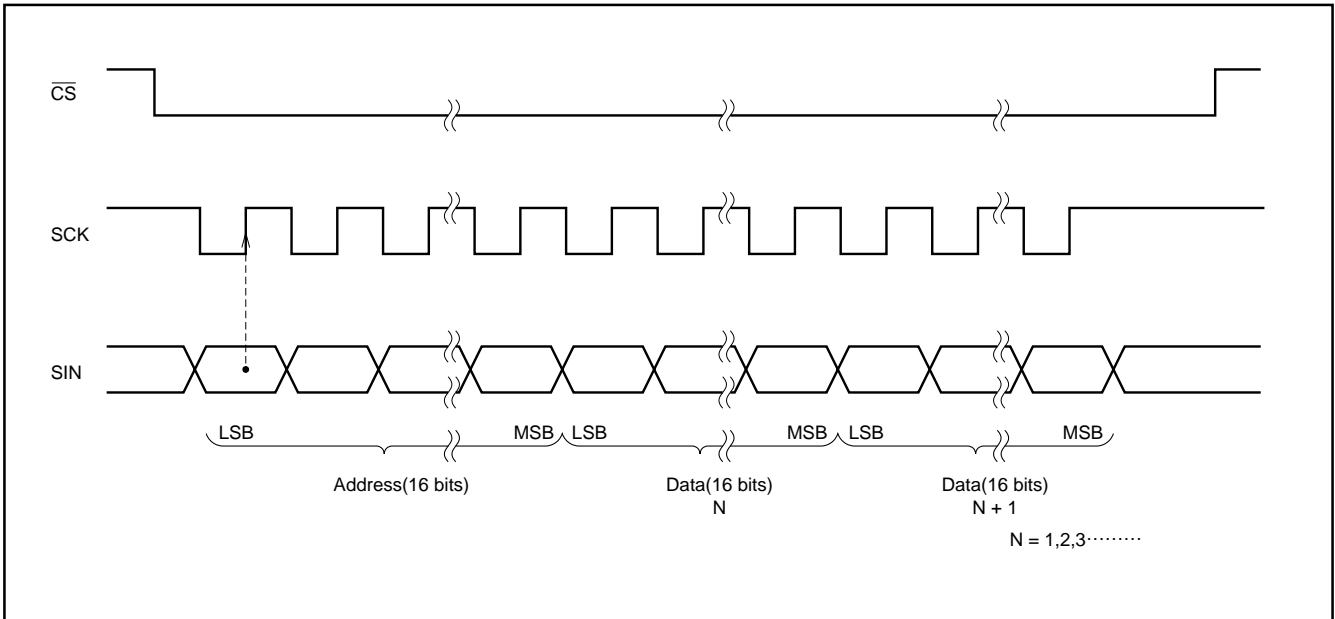 C̅S̅
SCK
SIN
LSB MSB LSB MSB LSB MSB
Address(16 bits) Data(16 bits) Data(16 bits)
N N + 1
N = 1,2,3·········